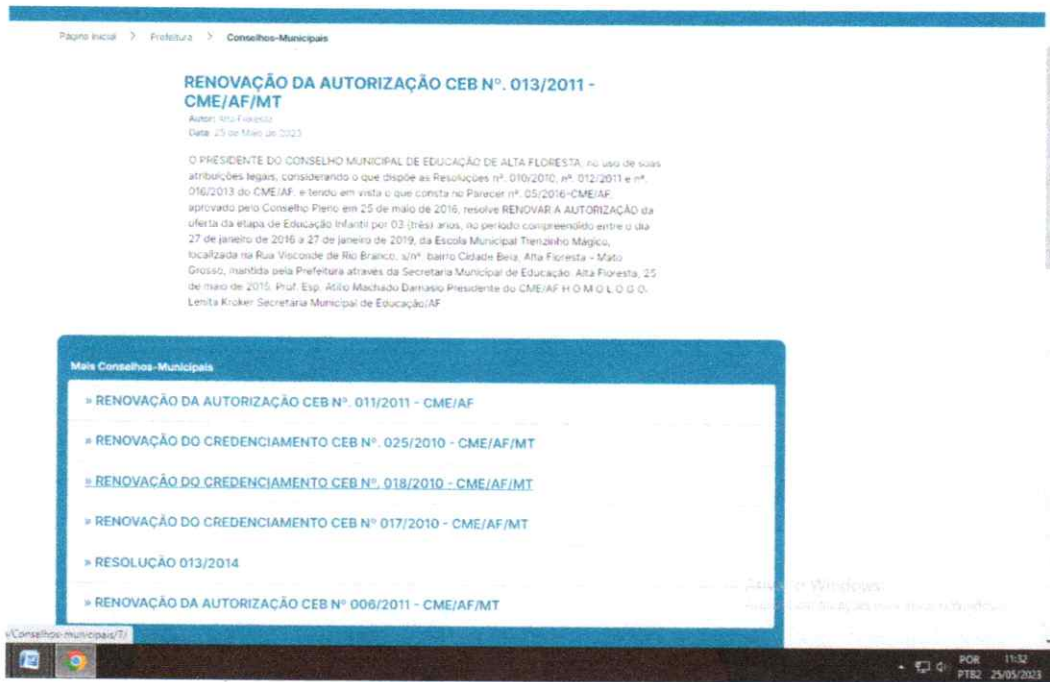 Página Inicial > Prefeitura > Conselhos-Municipais
RENOVAÇÃO DA AUTORIZAÇÃO CEB Nº. 013/2011 -
CME/AF/MT
Autor: Alta Floresta
Data: 25 de Maio de 2023
O PRESIDENTE DO CONSELHO MUNICIPAL DE EDUCAÇÃO DE ALTA FLORESTA, no uso de suas
atribuições legais, considerando o que dispõe as Resoluções nº. 010/2010, nº. 012/2011 e nº.
016/2013 do CME/AF, e tendo em vista o que consta no Parecer nº. 05/2016-CME/AF,
aprovado pelo Conselho Pleno em 25 de maio de 2016, resolve RENOVAR A AUTORIZAÇÃO da
oferta da etapa de Educação Infantil por 03 (três) anos, no período compreendido entre o dia
27 de janeiro de 2016 a 27 de janeiro de 2019, da Escola Municipal Trenzinho Mágico,
localizada na Rua Visconde de Rio Branco, s/nº, bairro Cidade Bela, Alta Floresta - Mato
Grosso, mantida pela Prefeitura através da Secretaria Municipal de Educação. Alta Floresta, 25
de maio de 2015. Prof. Esp. Atilio Machado Damasio Presidente do CME/AF H O M O L O G O.
Lenita Kroker Secretária Municipal de Educação/AF
Mais Conselhos-Municipais
» RENOVAÇÃO DA AUTORIZAÇÃO CEB Nº. 011/2011 - CME/AF
» RENOVAÇÃO DO CREDENCIAMENTO CEB Nº. 025/2010 - CME/AF/MT
» RENOVAÇÃO DO CREDENCIAMENTO CEB Nº. 018/2010 - CME/AF/MT
» RENOVAÇÃO DO CREDENCIAMENTO CEB Nº 017/2010 - CME/AF/MT
» RESOLUÇÃO 013/2014
» RENOVAÇÃO DA AUTORIZAÇÃO CEB Nº 006/2011 - CME/AF/MT
Windows
/Conselhos-municipais/7/
POR 11:32
PTB2 25/05/2023